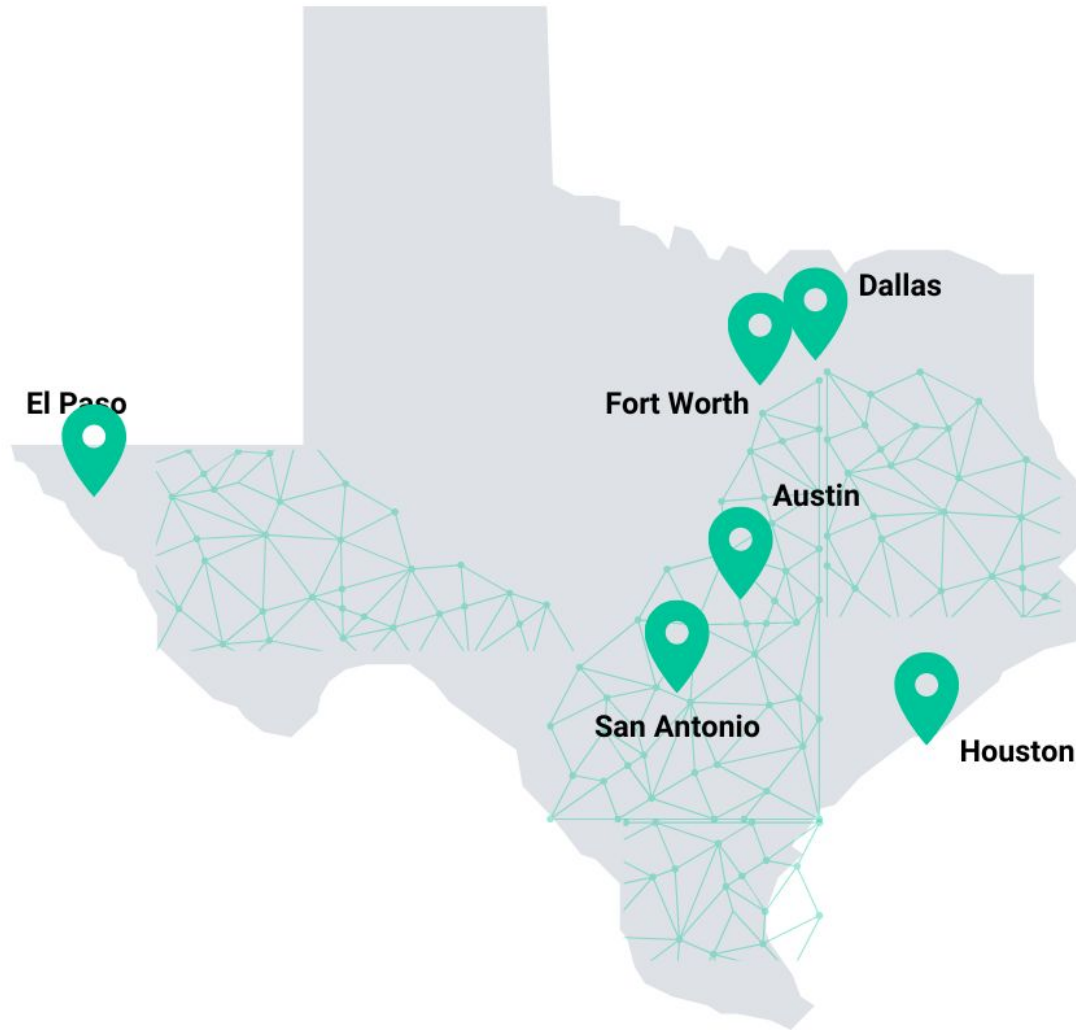 Dallas
El Paso
Fort Worth
Austin
San Antonio
Houston